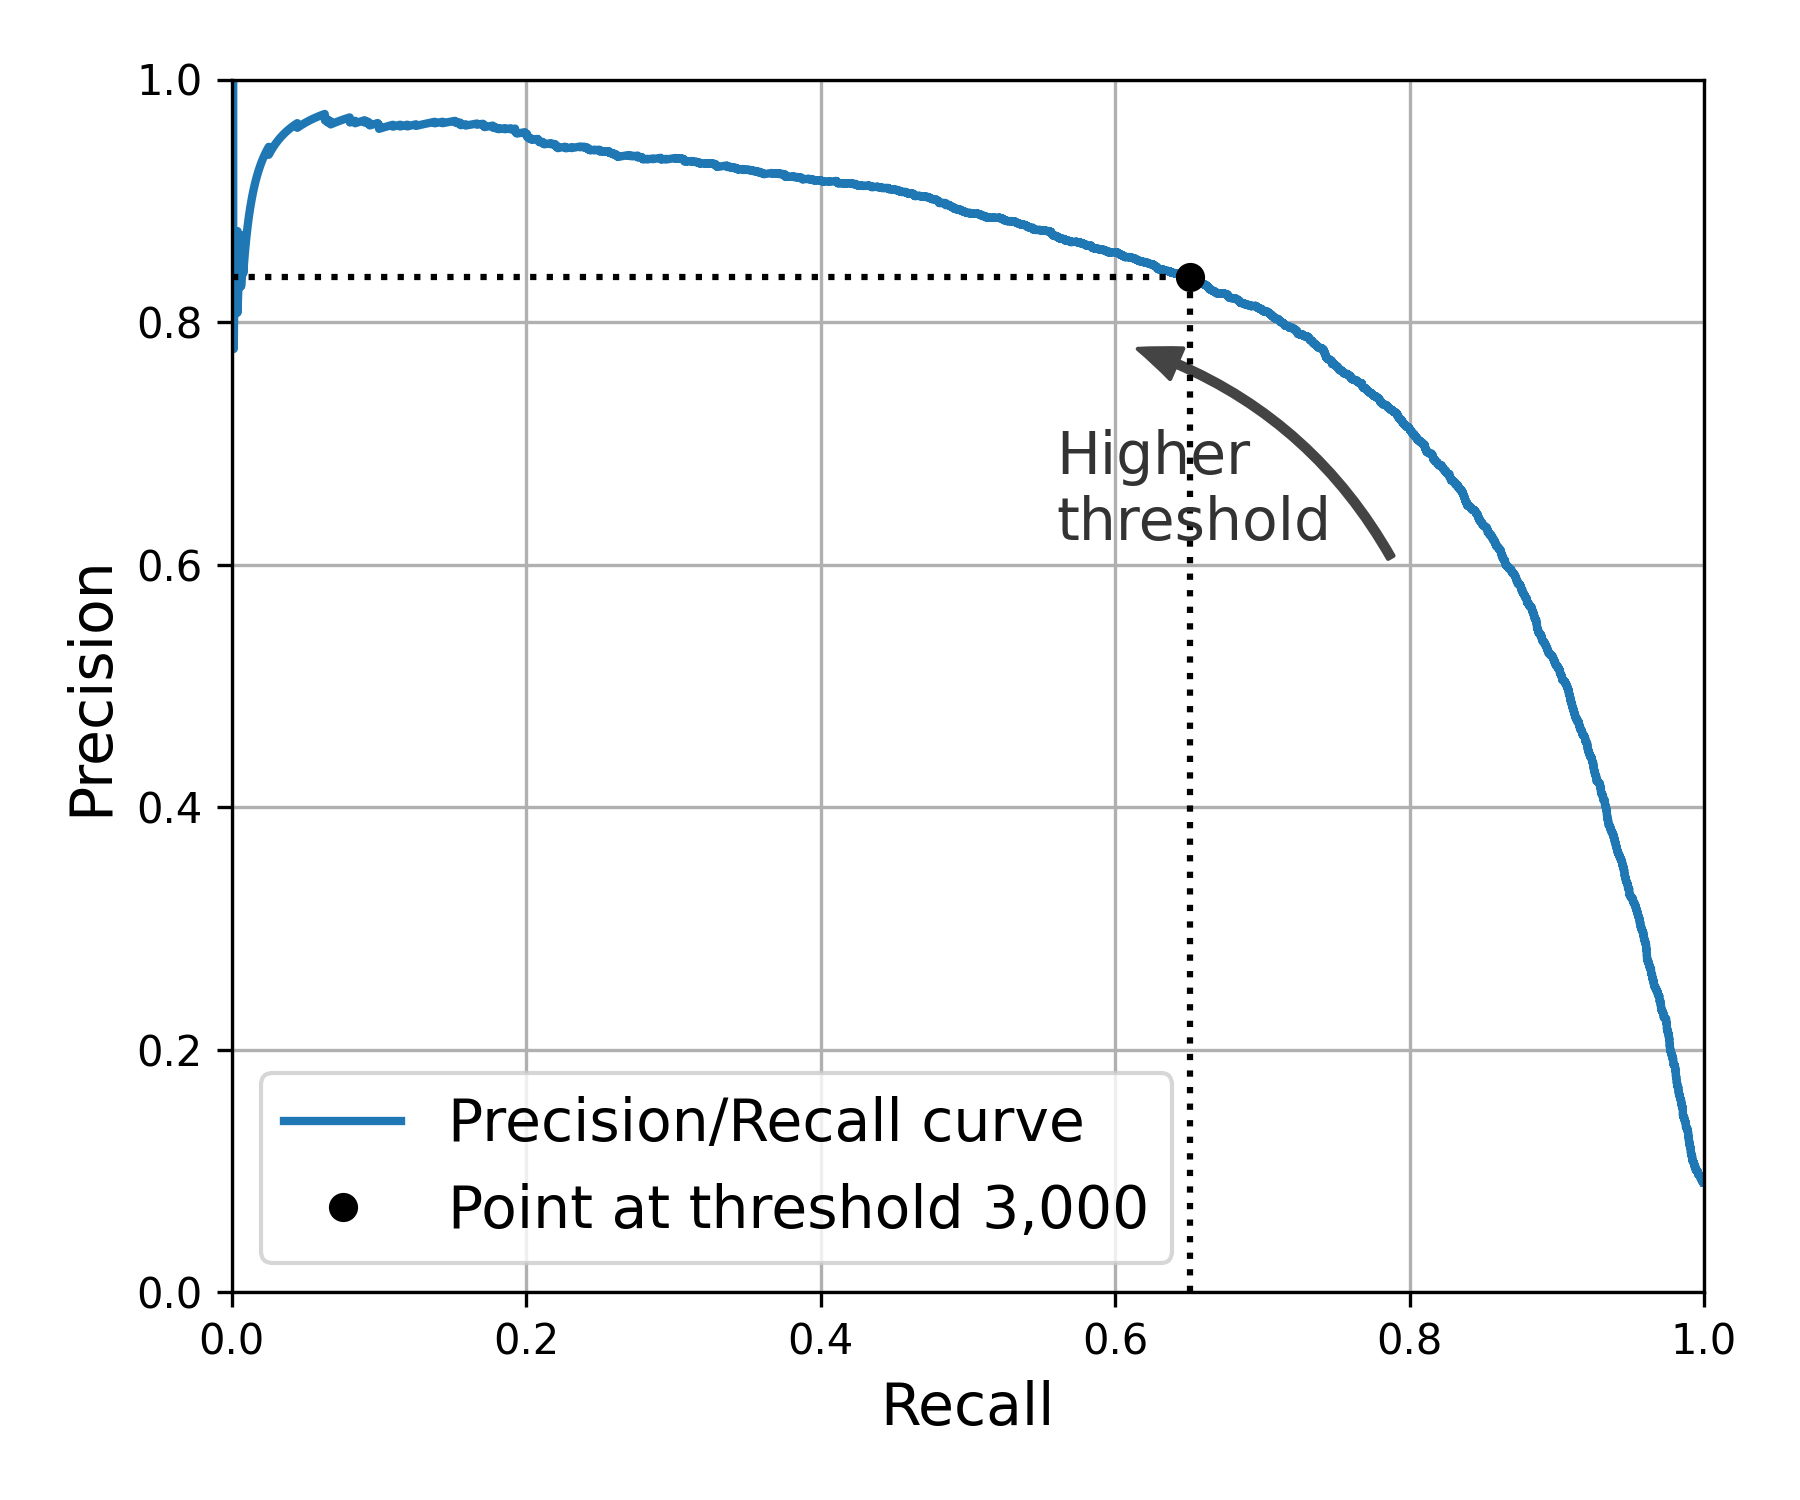 1.0
0.8
0.6
0.4
0.2
0.0
Precision
Higher
threshold
Precision/Recall curve
Point at threshold 3,000
0.0 0.2 0.4 0.6 0.8 1.0
Recall